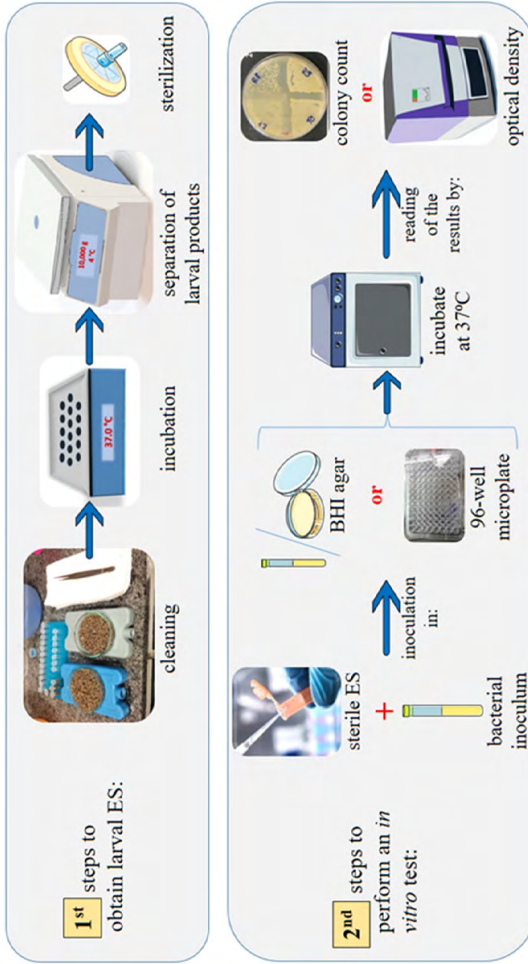 1st steps to
obtain larval ES:
cleaning
incubation
37.0 °C
separation of
larval products
10,000 g
4 °C
sterilization
2nd steps to
perform an in
vitro test:
sterile ES
+
bacterial
inoculum
inoculation
in:
BHI agar
or
96-well
microplate
incubate
at 37ºC
reading
of the
results by:
colony count
or
optical density